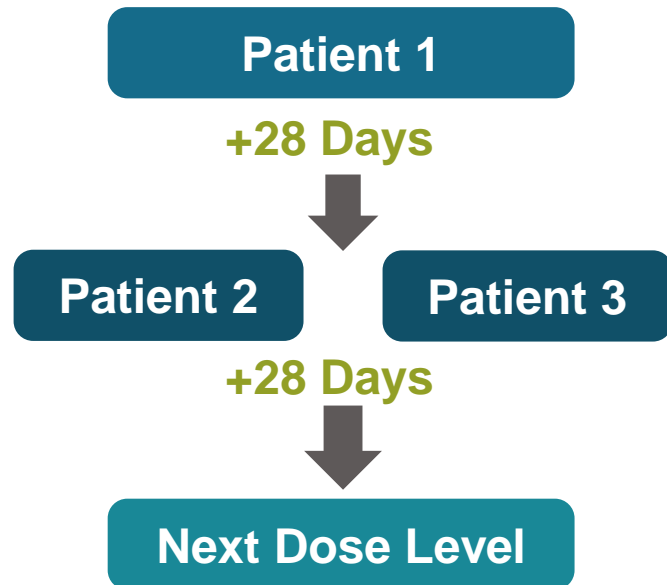 Patient 1
+28 Days
Patient 2
Patient 3
+28 Days
Next Dose Level